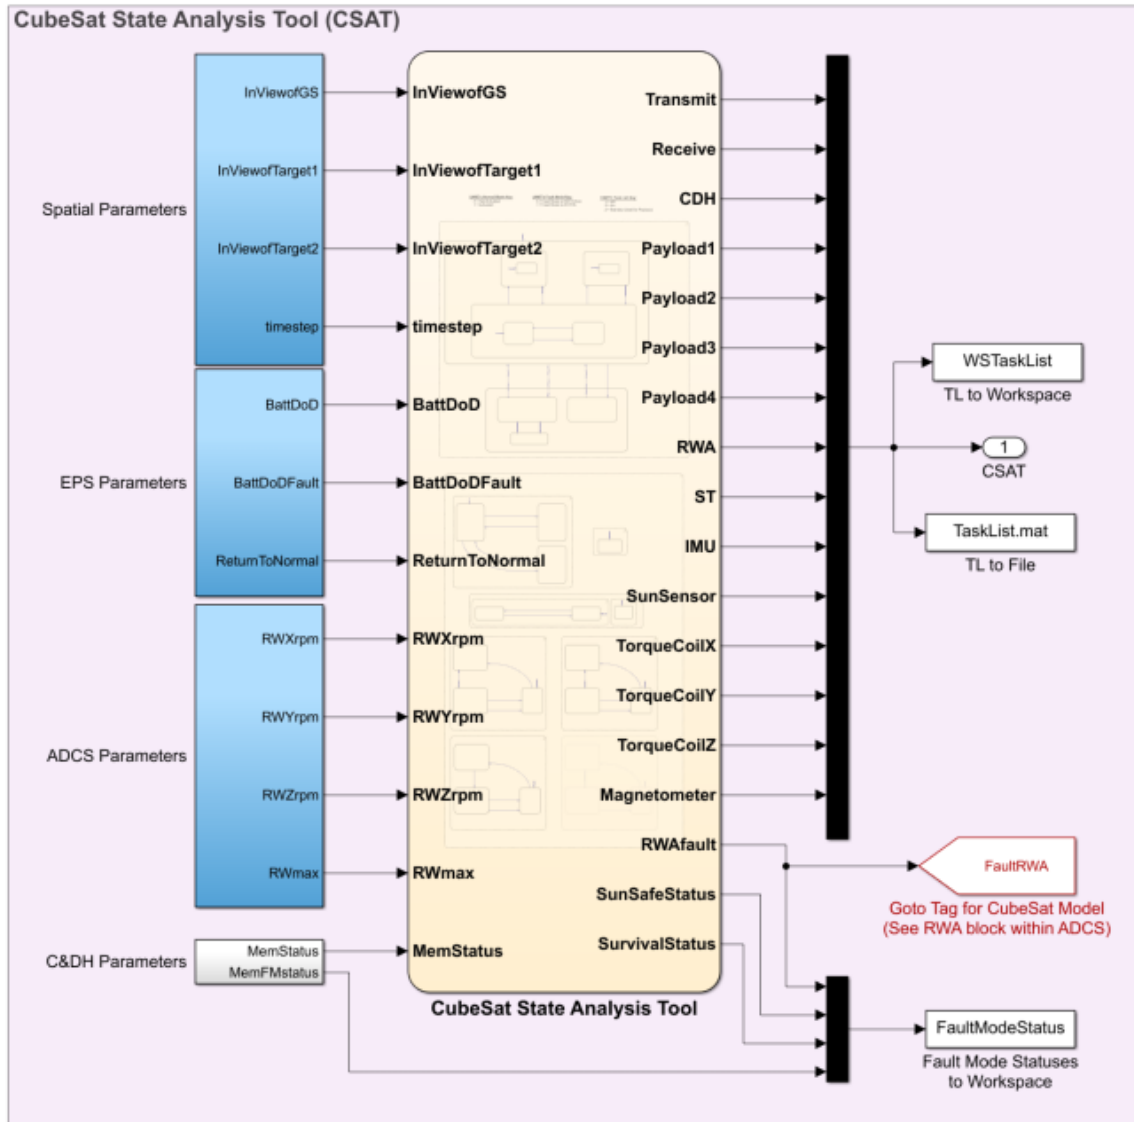 CubeSat State Analysis Tool (CSAT)
Spatial Parameters
InViewofGS
InViewofTarget1
InViewofTarget2
timestep
EPS Parameters
BattDoD
BattDoDFault
ReturnToNormal
ADCS Parameters
RWXrpm
RWYrpm
RWZrpm
RWmax
C&DH Parameters
MemStatus
MemFMstatus
InViewofGS
InViewofTarget1
InViewofTarget2
timestep
BattDoD
BattDoDFault
ReturnToNormal
RWXrpm
RWYrpm
RWZrpm
RWmax
MemStatus
Transmit
Receive
CDH
Payload1
Payload2
Payload3
Payload4
RWA
ST
IMU
SunSensor
TorqueCoilX
TorqueCoilY
TorqueCoilZ
Magnetometer
RWAfault
SunSafeStatus
SurvivalStatus
CubeSat State Analysis Tool
WSTaskList
TL to Workspace
1
CSAT
TaskList.mat
TL to File
FaultRWA
Goto Tag for CubeSat Model
(See RWA block within ADCS)
FaultModeStatus
Fault Mode Statuses
to Workspace